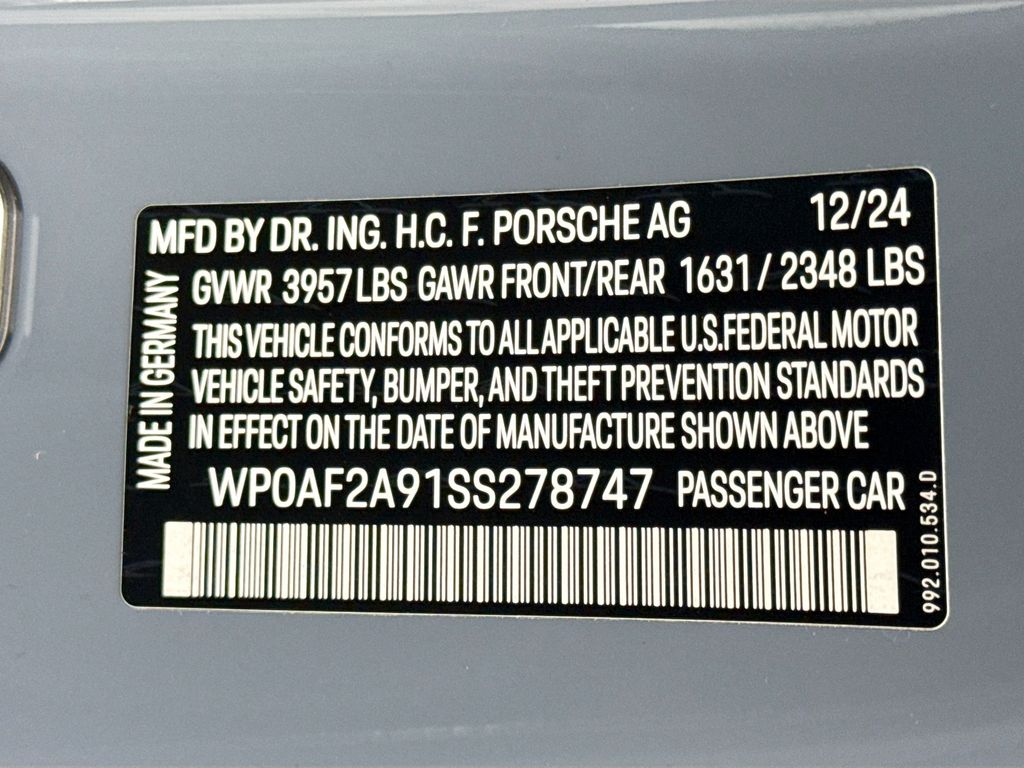 MFD BY DR. ING. H.C. F. PORSCHE AG 12/24
GVWR 3957 LBS GAWR FRONT/REAR 1631 / 2348 LBS
THIS VEHICLE CONFORMS TO ALL APPLICABLE U.S.FEDERAL MOTOR
VEHICLE SAFETY, BUMPER, AND THEFT PREVENTION STANDARDS
IN EFFECT ON THE DATE OF MANUFACTURE SHOWN ABOVE
WP0AF2A91SS278747 PASSENGER CAR
MADE IN GERMANY
992.010.534.D